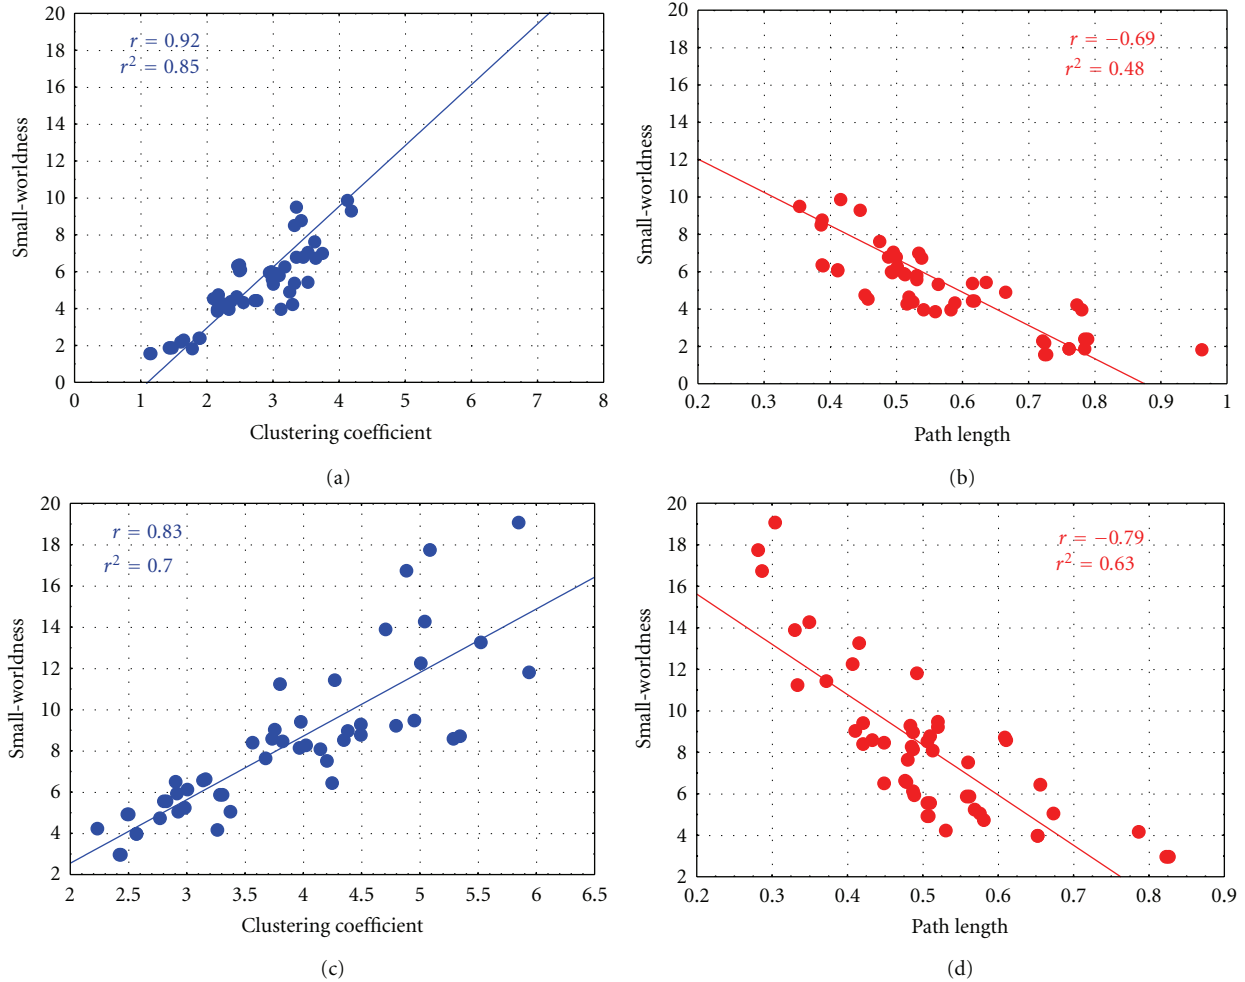 20
18
16
14
12
10
8
6
4
2
0
Small-worldness
r = 0.92
r² = 0.85
0 1 2 3 4 5 6 7 8
Clustering coefficient
(a)
20
18
16
14
12
10
8
6
4
2
0
Small-worldness
r = −0.69
r² = 0.48
0.2 0.3 0.4 0.5 0.6 0.7 0.8 0.9 1
Path length
(b)
20
18
16
14
12
10
8
6
4
2
Small-worldness
r = 0.83
r² = 0.7
2 2.5 3 3.5 4 4.5 5 5.5 6 6.5
Clustering coefficient
(c)
20
18
16
14
12
10
8
6
4
2
Small-worldness
r = −0.79
r² = 0.63
0.2 0.3 0.4 0.5 0.6 0.7 0.8 0.9
Path length
(d)